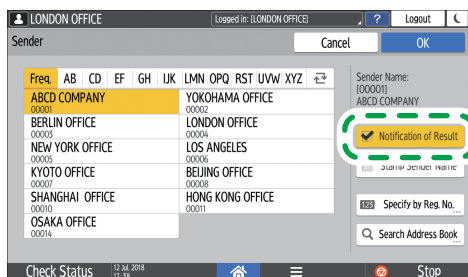 LONDON OFFICE
Logged in: [LONDON OFFICE]
?
Logout
Sender
Cancel
OK
Freq. AB CD EF GH IJK LMN OPQ RST UVW XYZ
ABCD COMPANY
00001
YOKOHAMA OFFICE
00002
BERLIN OFFICE
00003
LONDON OFFICE
00004
NEW YORK OFFICE
00005
LOS ANGELES
00006
KYOTO OFFICE
00007
BEIJING OFFICE
00008
SHANGHAI OFFICE
00010
HONG KONG OFFICE
00011
OSAKA OFFICE
00014
Sender Name:
[00001]
ABCD COMPANY
Notification of Result
Stamp Sender Name
123 Specify by Reg. No.
Search Address Book
Check Status
12 Jul. 2018
17:38
Stop